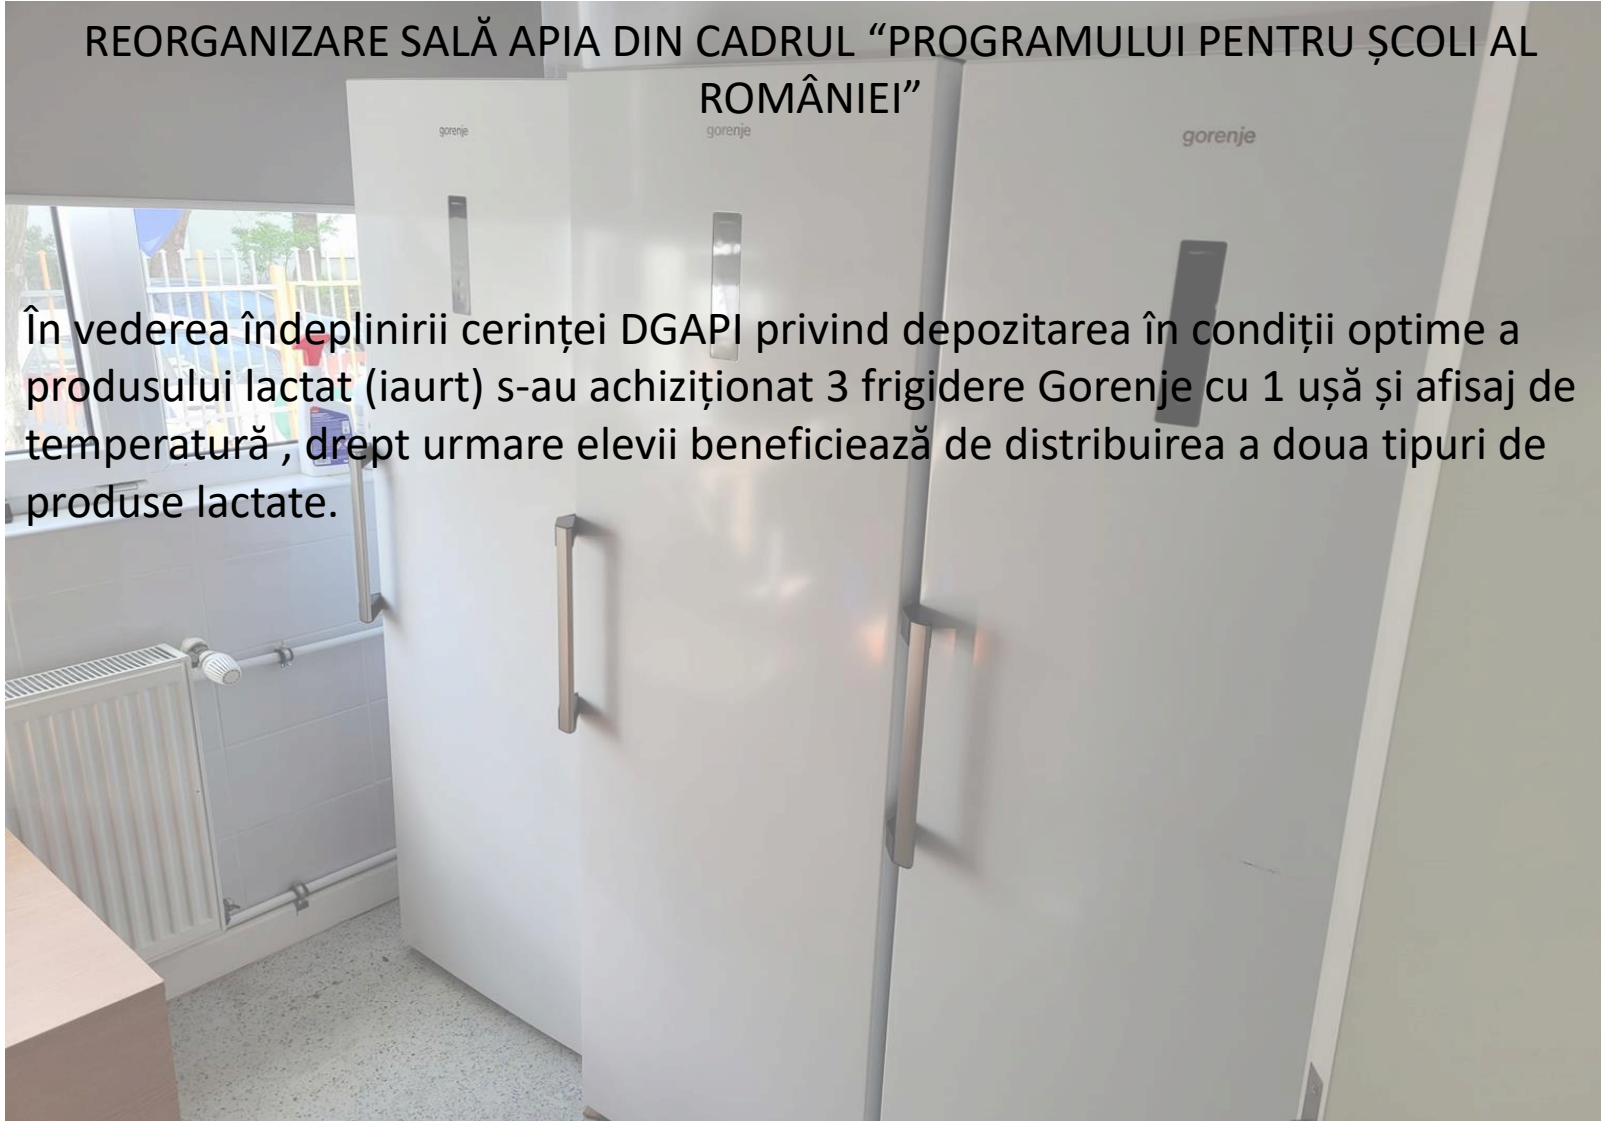 REORGANIZARE SALĂ APIA DIN CADRUL “PROGRAMULUI PENTRU ȘCOLI AL
ROMÂNIEI”
gorenje
gorenje
gorenje
În vederea îndeplinirii cerinței DGAPI privind depozitarea în condiții optime a
produsului lactat (iaurt) s-au achiziționat 3 frigidere Gorenje cu 1 ușă și afisaj de
temperatură , drept urmare elevii beneficiează de distribuirea a doua tipuri de
produse lactate.